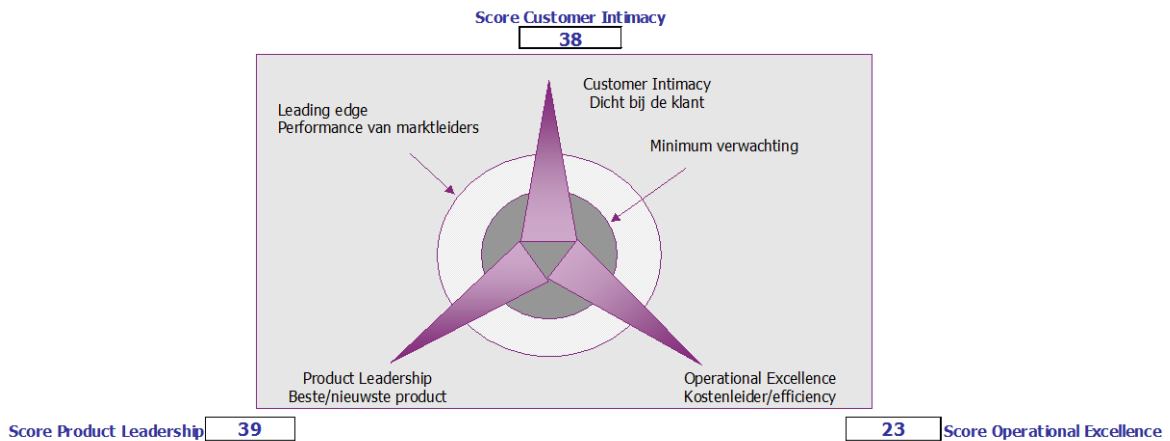 Score Customer Intimacy
38
Customer Intimacy
Dicht bij de klant
Leading edge
Performance van marktleiders
Minimum verwachting
Product Leadership
Beste/nieuwste product
Operational Excellence
Kostenleider/efficiency
Score Product Leadership 39
23 Score Operational Excellence